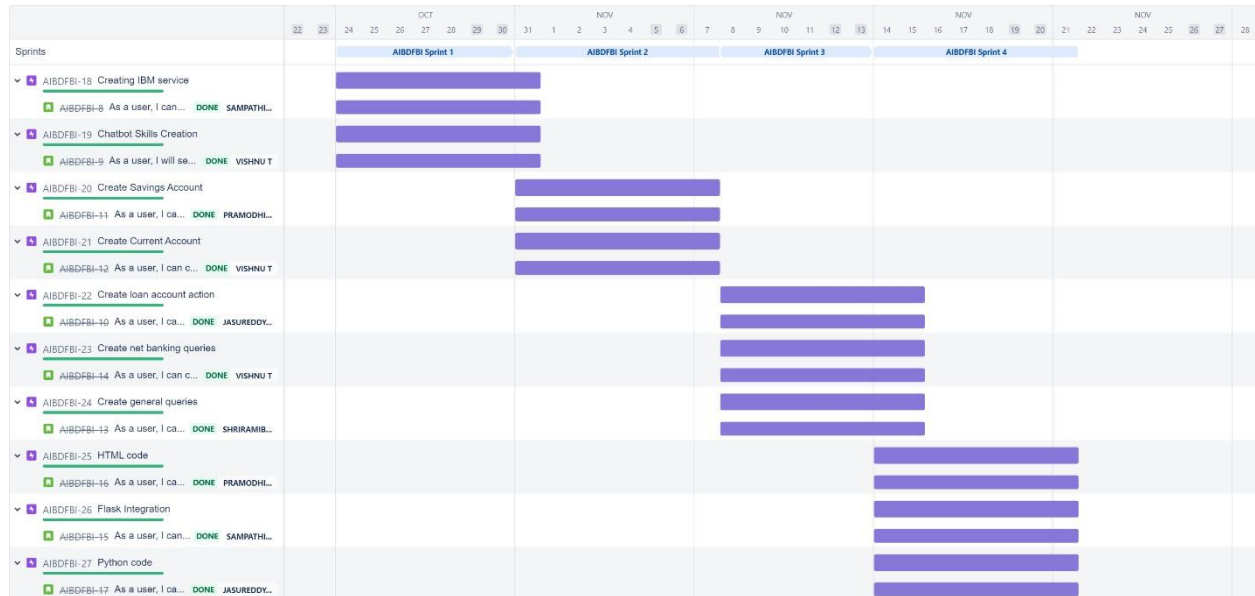 OCT NOV NOV NOV NOV
22 23 24 25 26 27 28 29 30 31 1 2 3 4 5 6 7 8 9 10 11 12 13 14 15 16 17 18 19 20 21 22 23 24 25 26 27 28
Sprints AIBDFBI Sprint 1 AIBDFBI Sprint 2 AIBDFBI Sprint 3 AIBDFBI Sprint 4
AIBDFBI-18 Creating IBM service
AIBDFBI-8 As a user, I can... DONE SAMPATHI...
AIBDFBI-19 Chatbot Skills Creation
AIBDFBI-9 As a user, I will se... DONE VISHNU T
AIBDFBI-20 Create Savings Account
AIBDFBI-11 As a user, I ca... DONE PRAMODHI...
AIBDFBI-21 Create Current Account
AIBDFBI-12 As a user, I can c... DONE VISHNU T
AIBDFBI-22 Create loan account action
AIBDFBI-10 As a user, I ca... DONE JASUREDDY...
AIBDFBI-23 Create net banking queries
AIBDFBI-14 As a user, I can c... DONE VISHNU T
AIBDFBI-24 Create general queries
AIBDFBI-13 As a user, I ca... DONE SHRIRAMIB...
AIBDFBI-25 HTML code
AIBDFBI-16 As a user, I ca... DONE PRAMODHI...
AIBDFBI-26 Flask Integration
AIBDFBI-15 As a user, I can... DONE SAMPATHI...
AIBDFBI-27 Python code
AIBDFBI-17 As a user, I ca... DONE JASUREDDY...